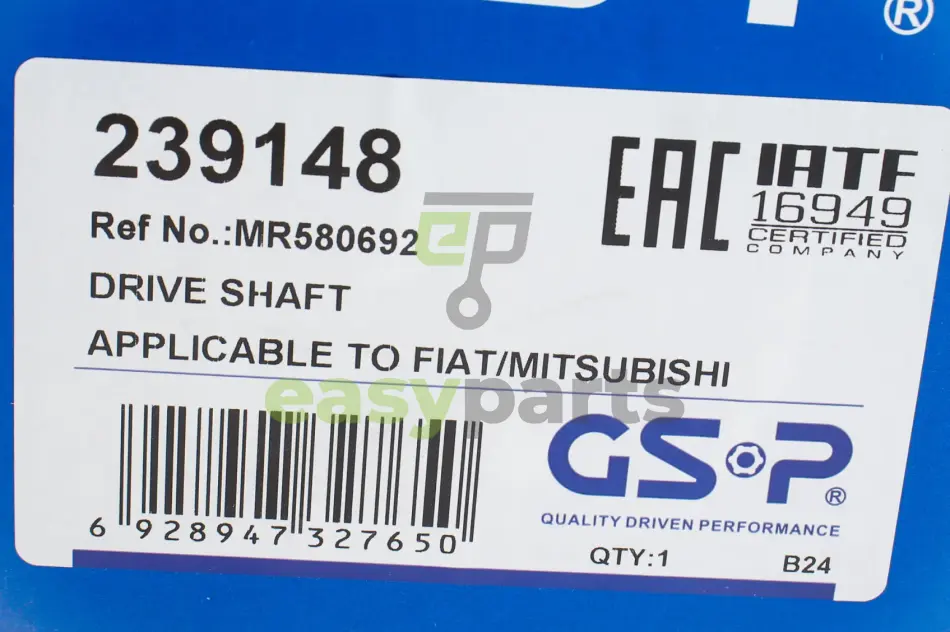 ®
239148
Ref No.:MR580692
DRIVE SHAFT
APPLICABLE TO FIAT/MITSUBISHI
EAC
IATF
16949
CERTIFIED
COMPANY
ep
easyparts
6 928947 327650
GSP®
QUALITY DRIVEN PERFORMANCE
QTY:1
B24